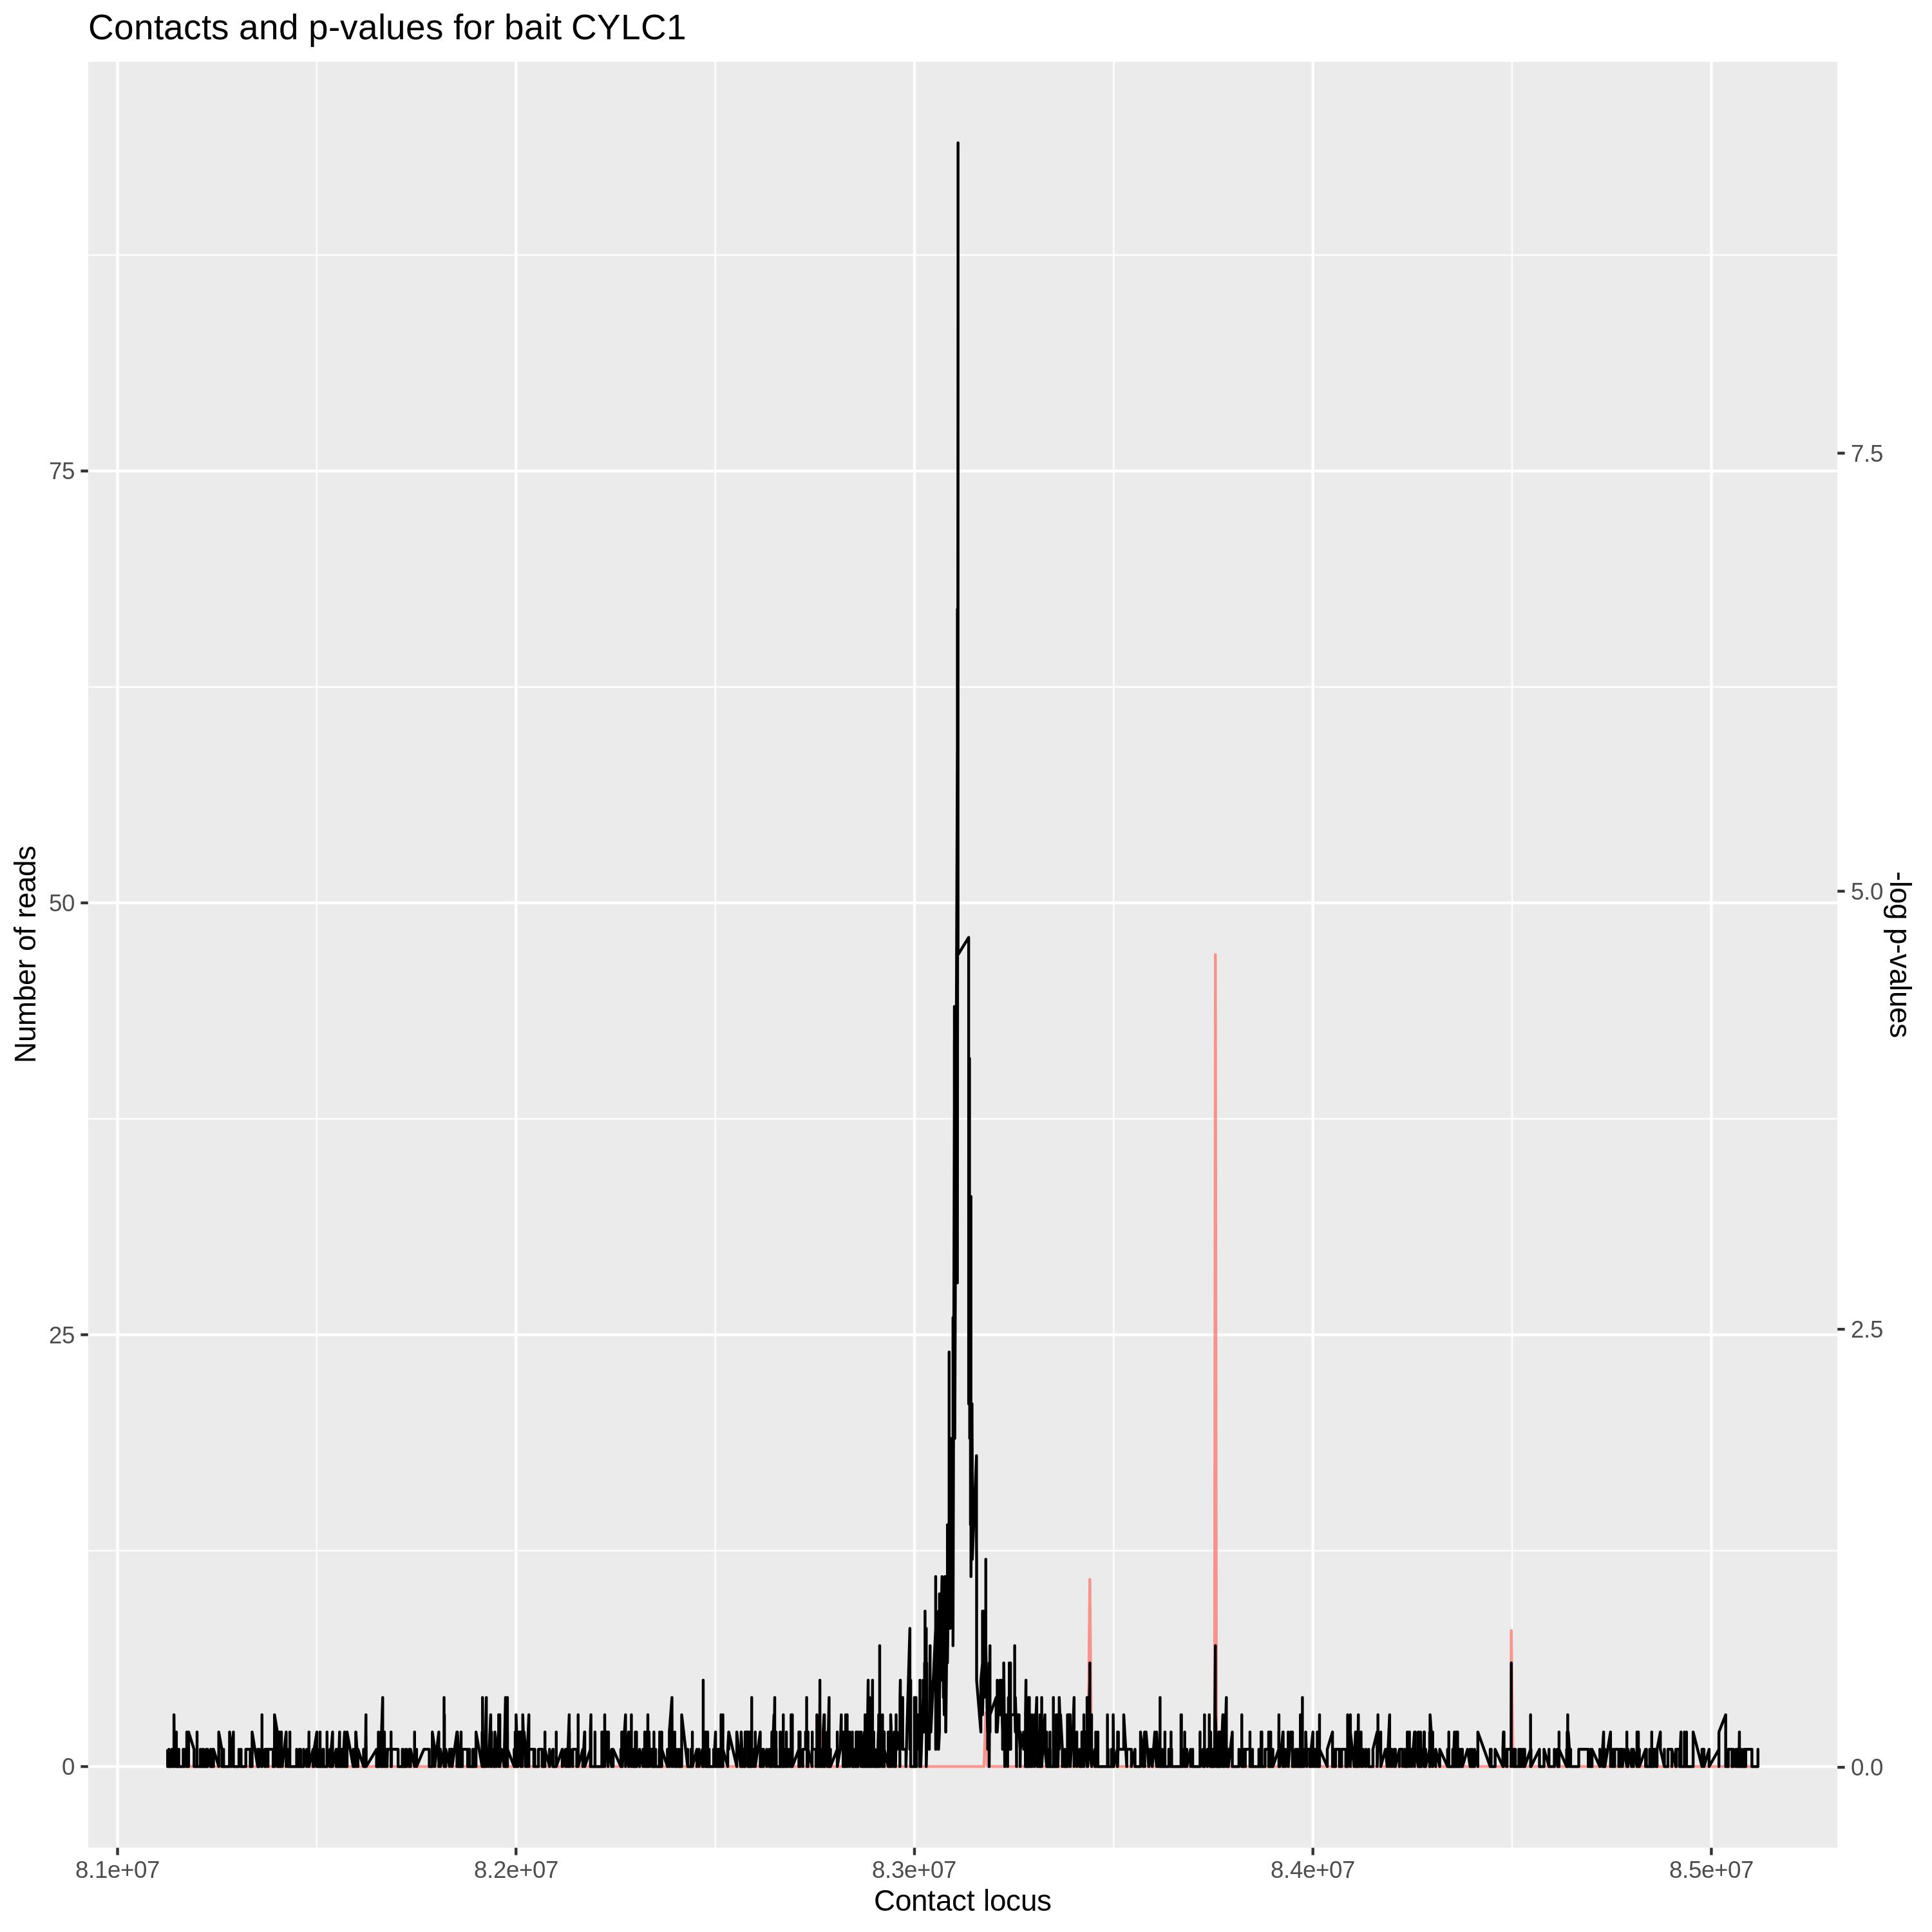 Contacts and p-values for bait CYLC1
Number of reads
75
50
25
0
7.5
5.0
2.5
0.0
-log p-values
8.1e+07
8.2e+07
8.3e+07
8.4e+07
8.5e+07
Contact locus